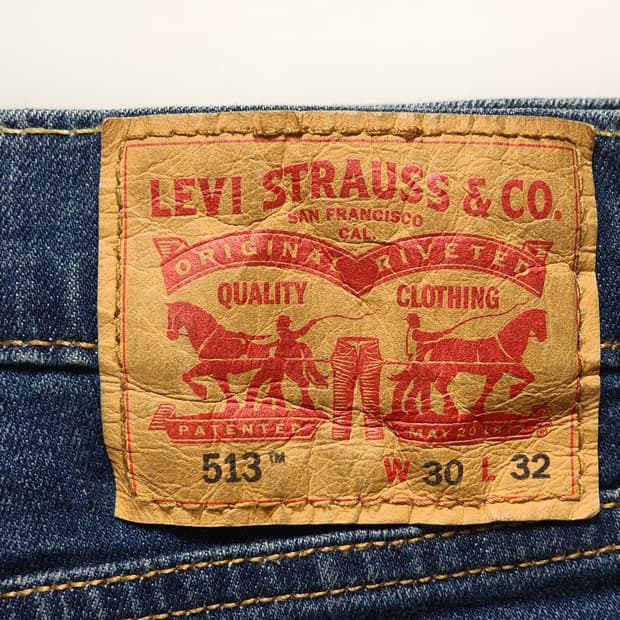 LEVI STRAUSS & CO.
SAN FRANCISCO
CAL.
ORIGINAL RIVETED
QUALITY CLOTHING
PATENTED MAY 20 1873
513™ W 30 L 32